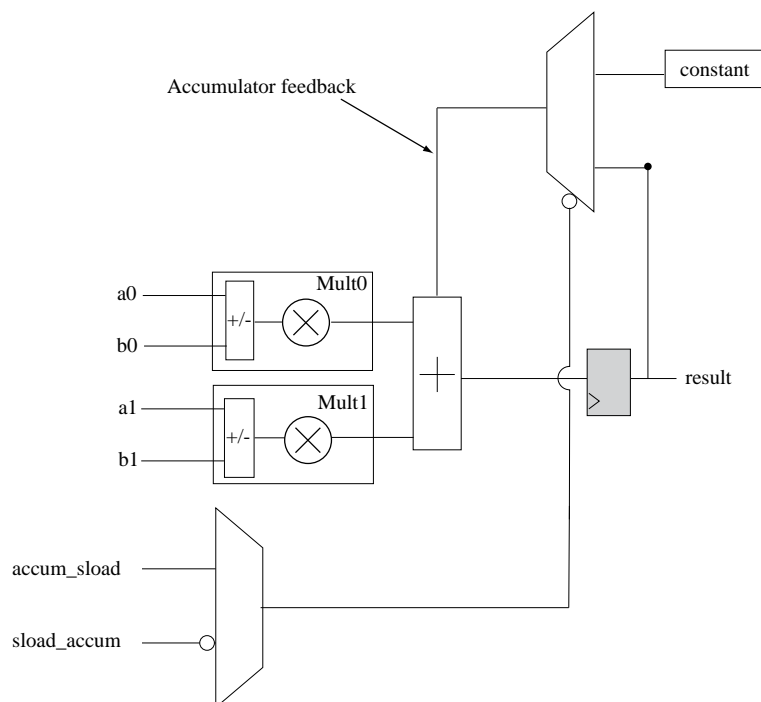 constant
Accumulator feedback
Mult0
a0
+/-
b0
result
Mult1
a1
+/-
b1
accum_sload
sload_accum